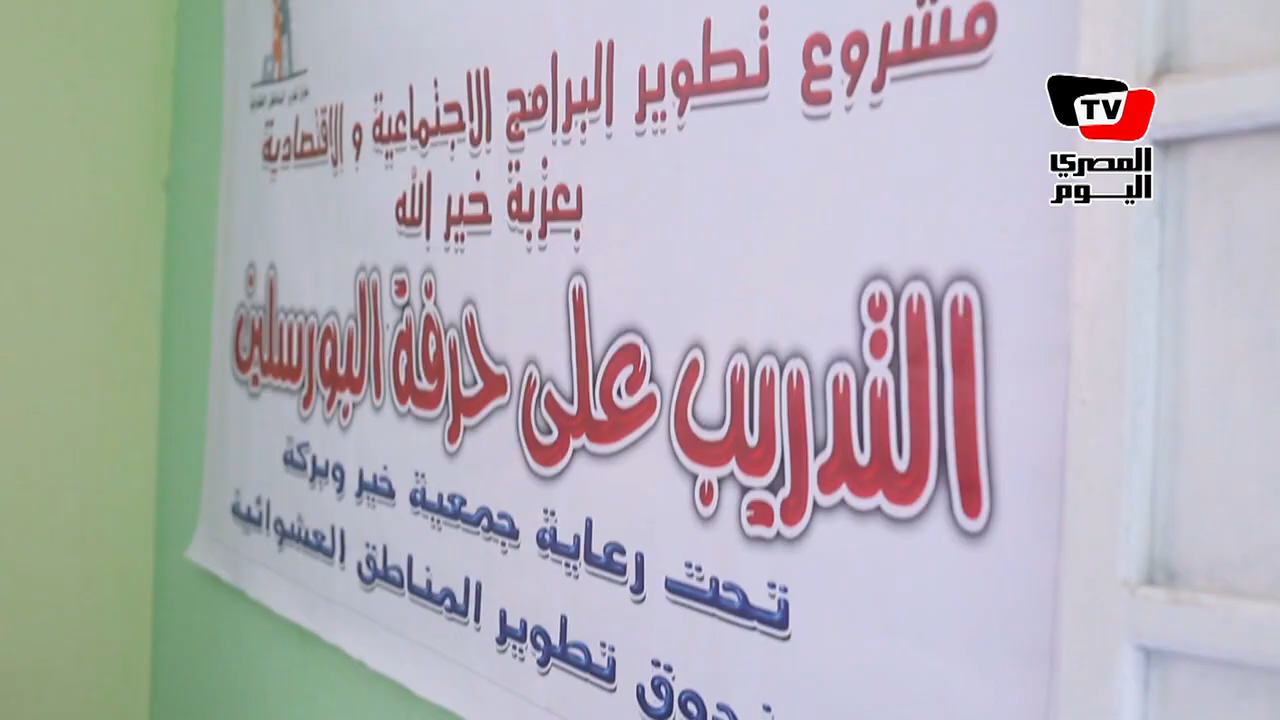 مشروع تطوير البرامج الاجتماعية و الاقتصادية
بعزبة خير الله
التدريب على حرفة البورسلين
تحت رعاية جمعية خير وبركة
تطوير المناطق العشوائية
TV
المصري
اليوم